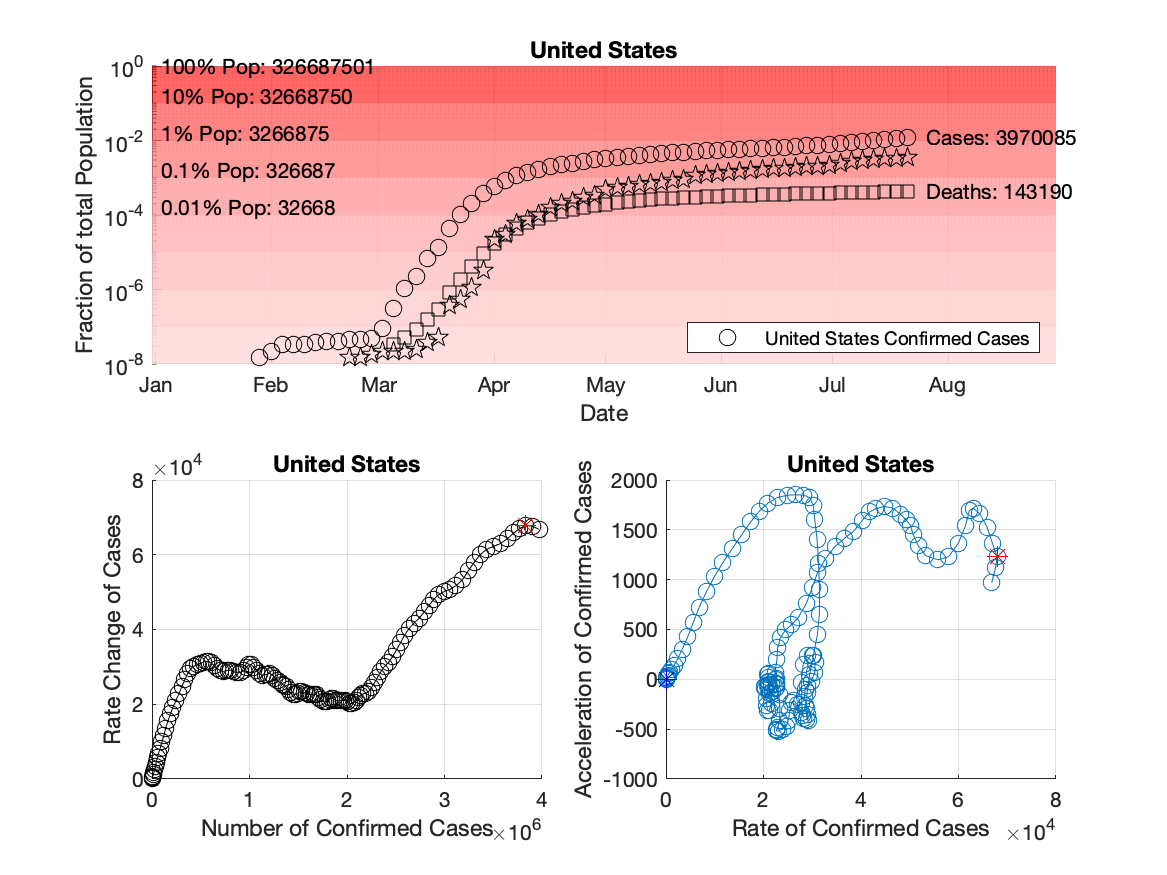 United States
10^0
10^-2
10^-4
10^-6
10^-8
Fraction of total Population
100% Pop: 326687501
10% Pop: 32668750
1% Pop: 3266875
0.1% Pop: 326687
0.01% Pop: 32668
Cases: 3970085
Deaths: 143190
United States Confirmed Cases
Jan Feb Mar Apr May Jun Jul Aug
Date
United States
×10^4
8
6
4
2
0
Rate Change of Cases
0 1 2 3 4
Number of Confirmed Cases ×10^6
United States
2000
1500
1000
500
0
-500
-1000
Acceleration of Confirmed Cases
0 2 4 6 8
Rate of Confirmed Cases ×10^4